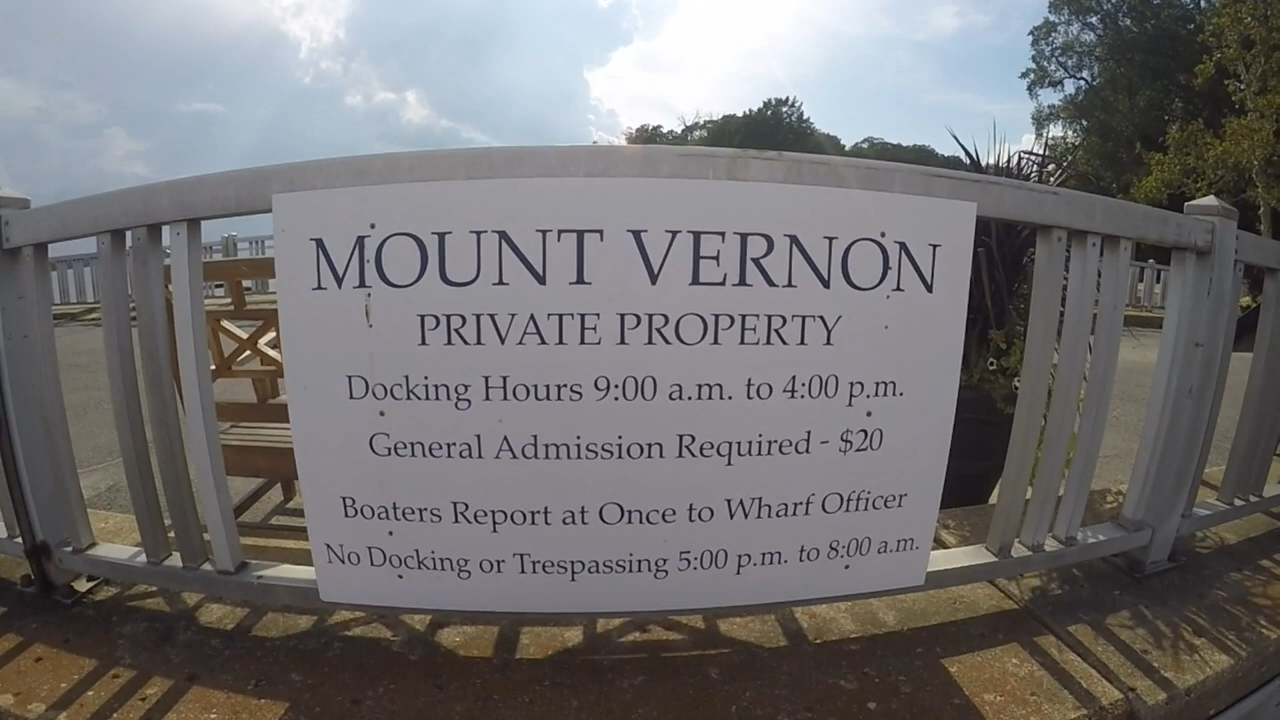 MOUNT VERNON
PRIVATE PROPERTY
Docking Hours 9:00 a.m. to 4:00 p.m.
General Admission Required - $20
Boaters Report at Once to Wharf Officer
No Docking or Trespassing 5:00 p.m. to 8:00 a.m.